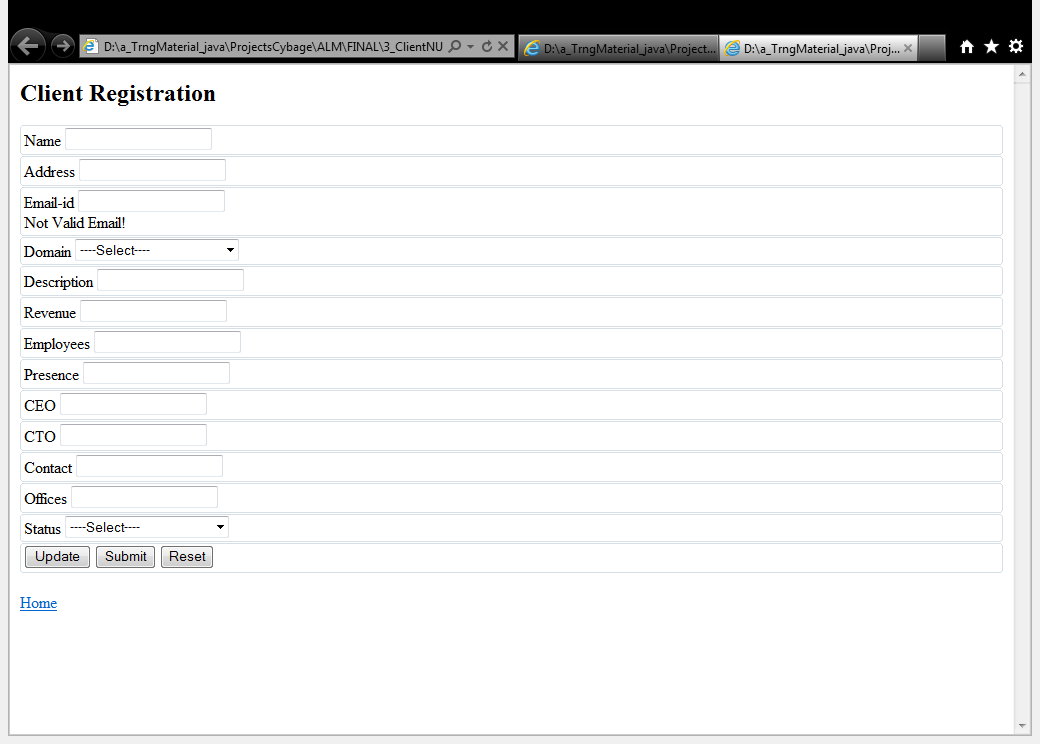 D:\a_TrngMaterial_java\ProjectsCybage\ALM\FINAL\3_ClientNU
D:\a_TrngMaterial_java\Project...
D:\a_TrngMaterial_java\Proj...
Client Registration
Name
Address
Email-id
Not Valid Email!
Domain ----Select----
Description
Revenue
Employees
Presence
CEO
CTO
Contact
Offices
Status ----Select----
Update Submit Reset
Home